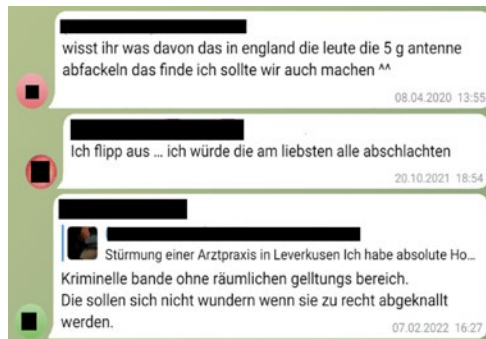 wisst ihr was davon das in england die leute die 5 g antenne
abfackeln das finde ich sollte wir auch machen ^^
08.04.2020 13:55
Ich flipp aus ... ich würde die am liebsten alle abschlachten
20.10.2021 18:54
Stürmung einer Arztpraxis in Leverkusen Ich habe absolute Ho...
Kriminelle bande ohne räumlichen gelltungs bereich.
Die sollen sich nicht wundern wenn sie zu recht abgeknallt
werden.
07.02.2022 16:27